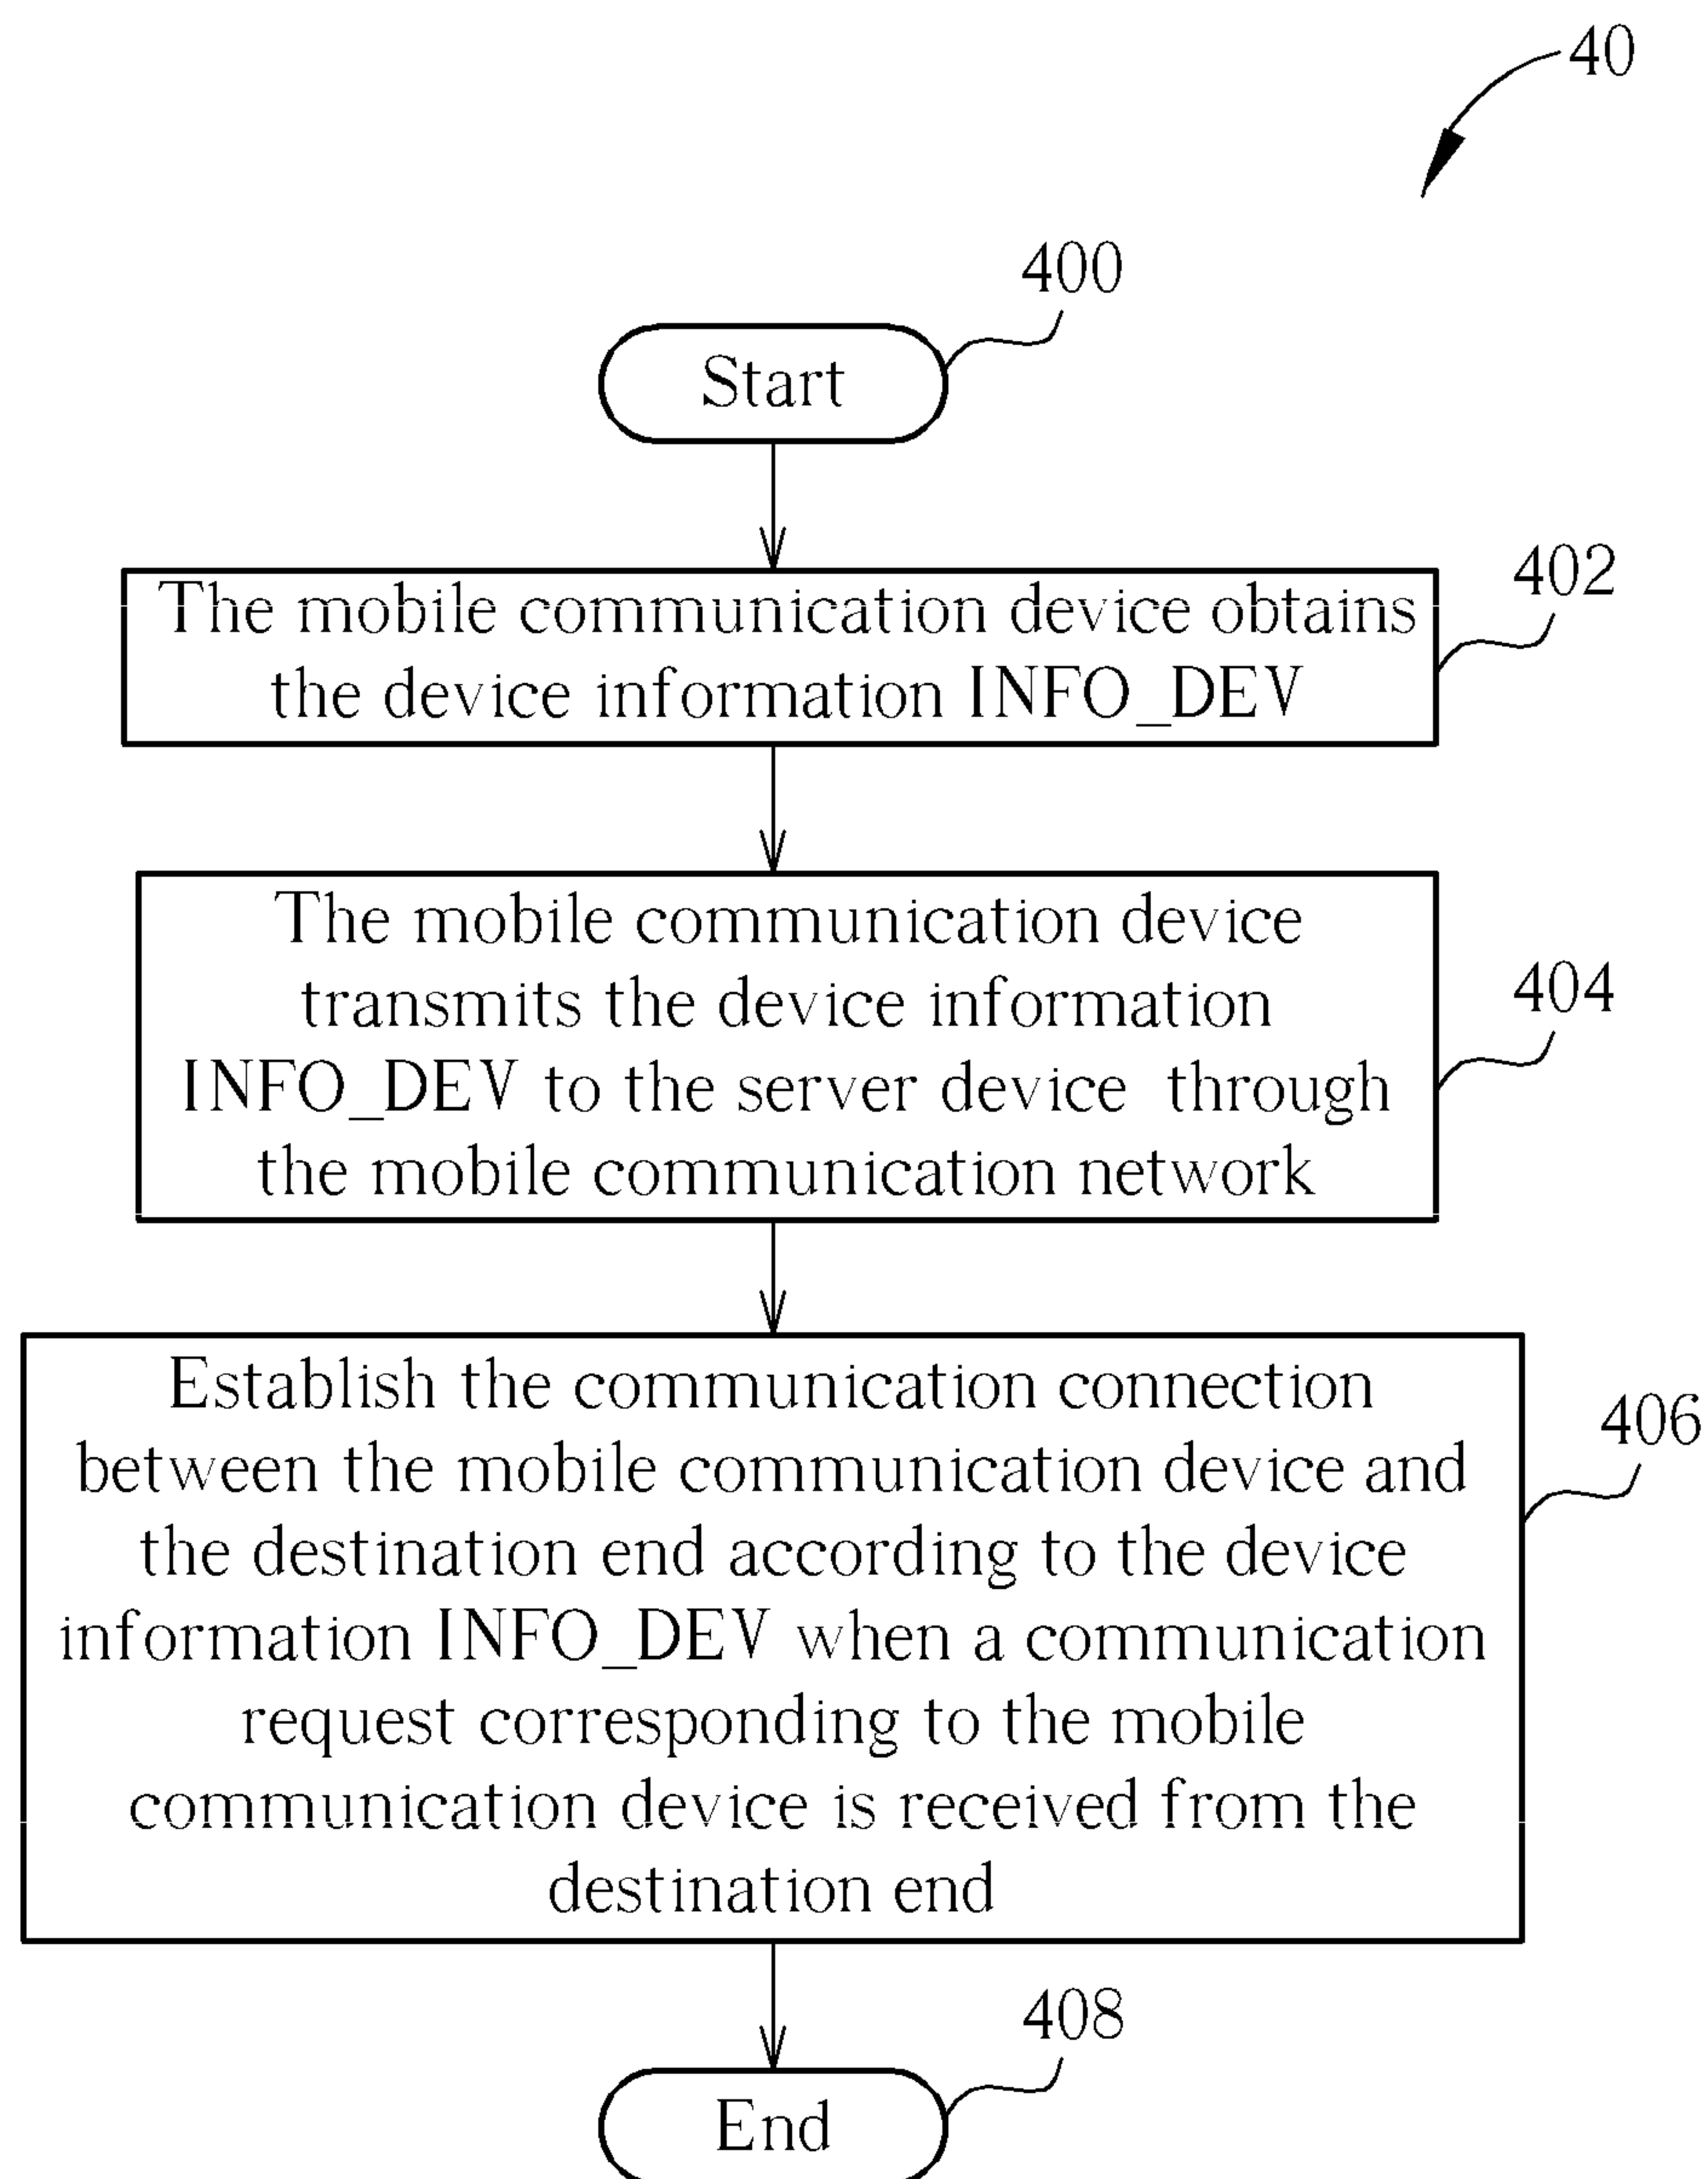 40
400
Start
402
The mobile communication device obtains
the device information INFO_DEV
404
The mobile communication device
transmits the device information
INFO_DEV to the server device through
the mobile communication network
406
Establish the communication connection
between the mobile communication device and
the destination end according to the device
information INFO_DEV when a communication
request corresponding to the mobile
communication device is received from the
destination end
408
End